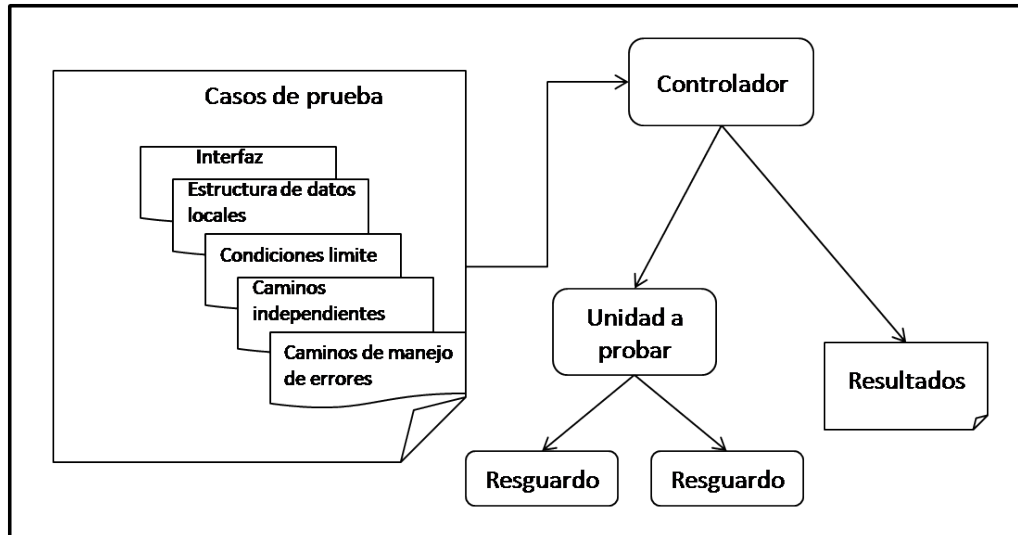 Casos de prueba
Interfaz
Estructura de datos
locales
Condiciones limite
Caminos
independientes
Caminos de manejo
de errores
Controlador
Unidad a
probar
Resultados
Resguardo
Resguardo